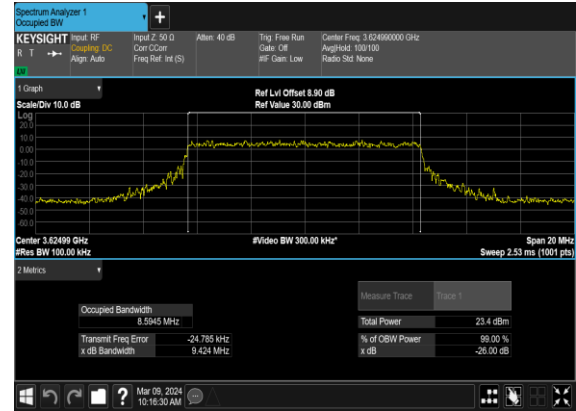 Spectrum Analyzer 1
Occupied BW
KEYSIGHT Input: RF Input Z: 50 Ω Atten: 40 dB Trig: Free Run Center Freq: 3.624990000 GHz
R T Coupling: DC Corr CCorr Gate: Off Avg|Hold: 100/100
Align: Auto Freq Ref: Int (S) #IF Gain: Low Radio Std: None
LU
1 Graph
Ref Lvl Offset 8.90 dB
Scale/Div 10.0 dB Ref Value 30.00 dBm
Log
20.0
10.0
0.00
-10.0
-20.0
-30.0
-40.0
-50.0
-60.0
Center 3.62499 GHz #Video BW 300.00 kHz* Span 20 MHz
#Res BW 100.00 kHz Sweep 2.53 ms (1001 pts)
2 Metrics
Measure Trace Trace 1
Occupied Bandwidth
8.5945 MHz Total Power 23.4 dBm
Transmit Freq Error -24.785 kHz % of OBW Power 99.00 %
x dB Bandwidth 9.424 MHz x dB -26.00 dB
? Mar 09, 2024
10:16:30 AM